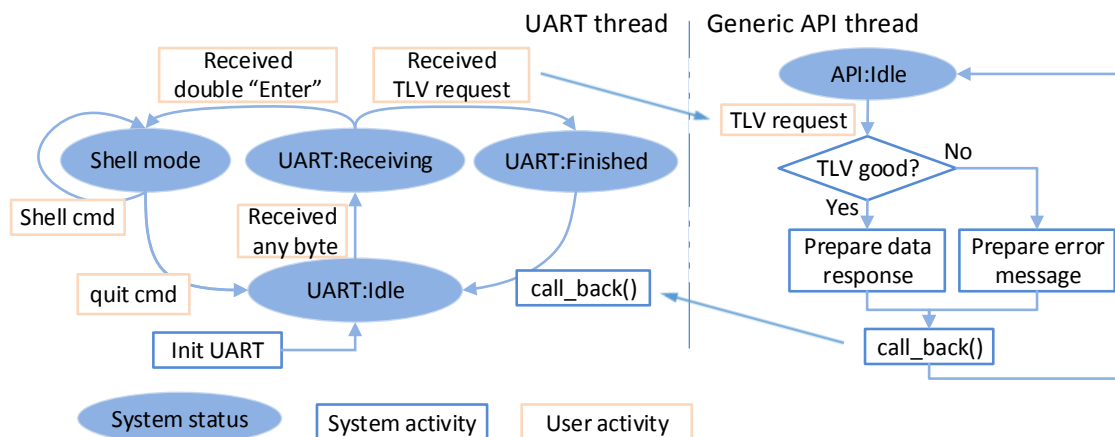 UART thread
Generic API thread
Received
double “Enter”
Received
TLV request
API:Idle
TLV request
Shell mode
UART:Receiving
UART:Finished
TLV good?
No
Yes
Shell cmd
Received
any byte
Prepare data
response
Prepare error
message
quit cmd
UART:Idle
call_back()
Init UART
call_back()
System status
System activity
User activity